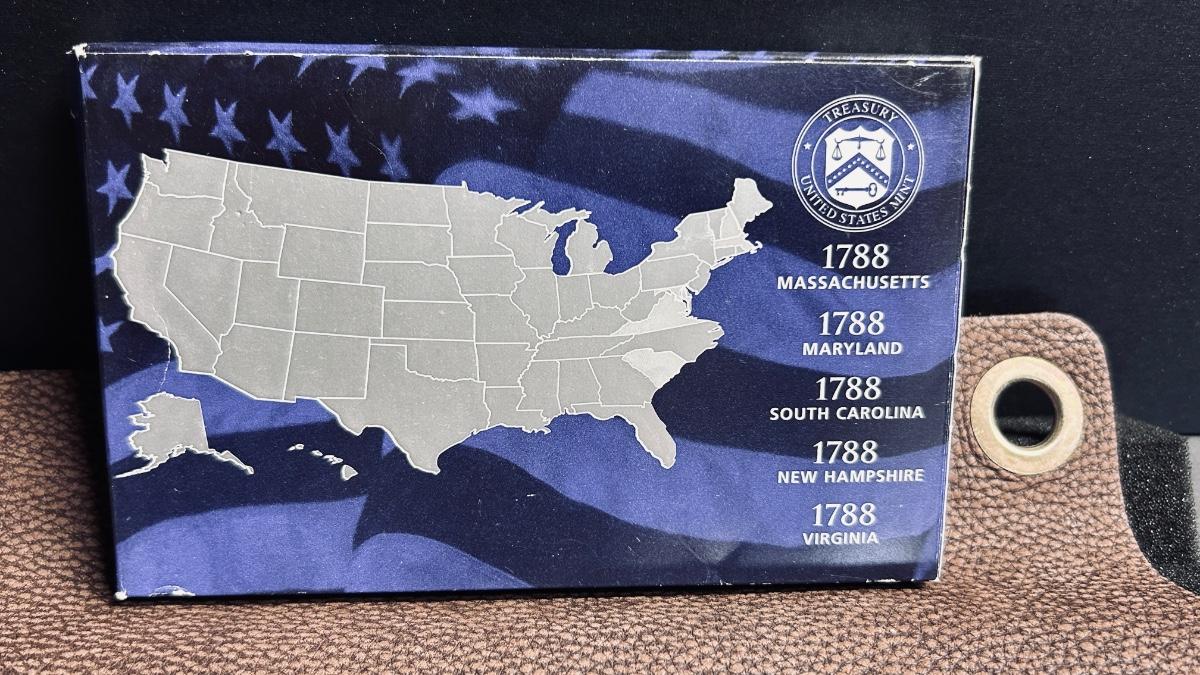 TREASURY
UNITED STATES MINT
1788
MASSACHUSETTS
1788
MARYLAND
1788
SOUTH CAROLINA
1788
NEW HAMPSHIRE
1788
VIRGINIA